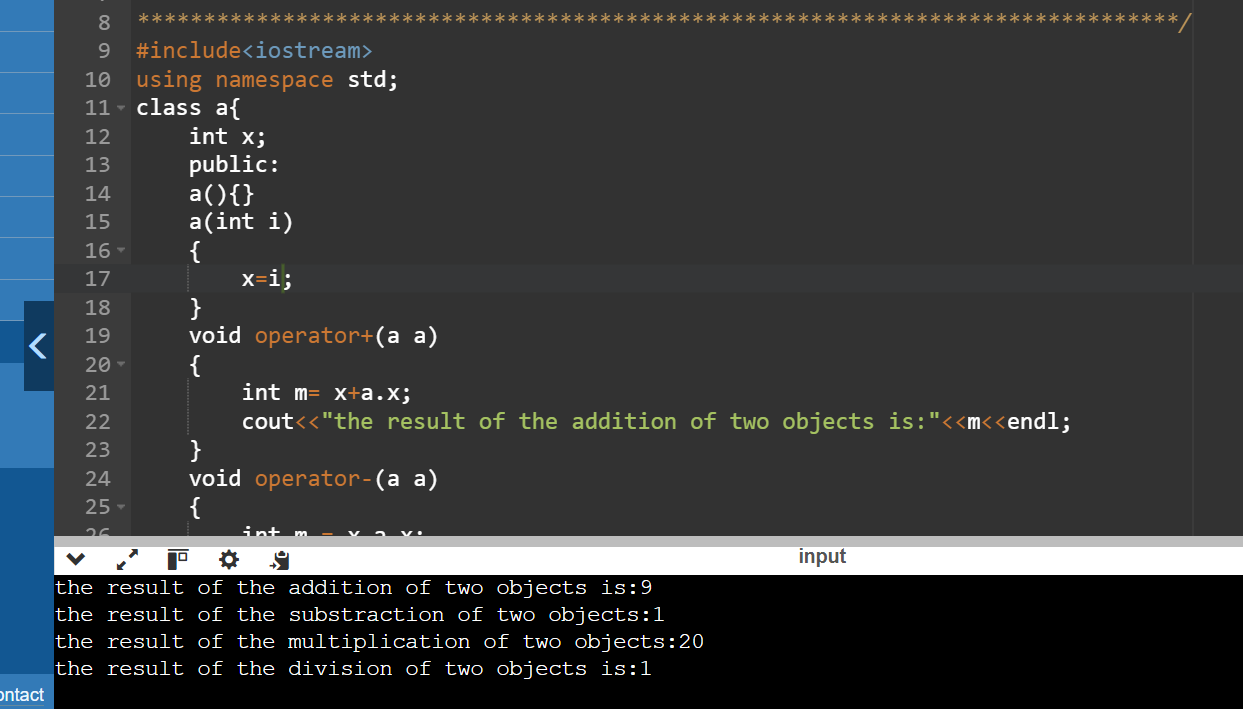 8 ********************************************************************************/
9 #include<iostream>
10 using namespace std;
11 class a{
12     int x;
13     public:
14     a(){}
15     a(int i)
16     {
17         x=i;
18     }
19     void operator+(a a)
20     {
21         int m= x+a.x;
22         cout<<"the result of the addition of two objects is:"<<m<<endl;
23     }
24     void operator-(a a)
25     {
26         int m = x
input
the result of the addition of two objects is:9
the result of the substraction of two objects:1
the result of the multiplication of two objects:20
the result of the division of two objects is:1
ontact